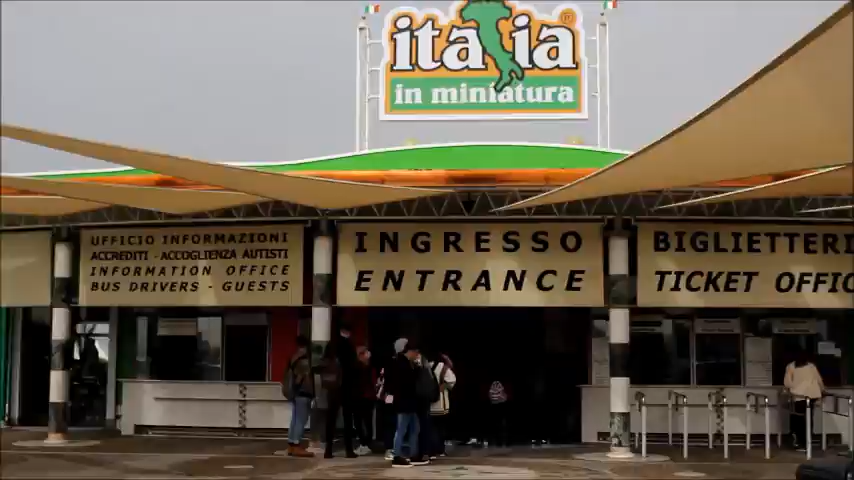 italia®
in miniatura
UFFICIO INFORMAZIONI
ACCREDITI - ACCOGLIENZA AUTISTI
INFORMATION OFFICE
BUS DRIVERS - GUESTS
INGRESSO
ENTRANCE
BIGLIETTERI
TICKET OFFIC